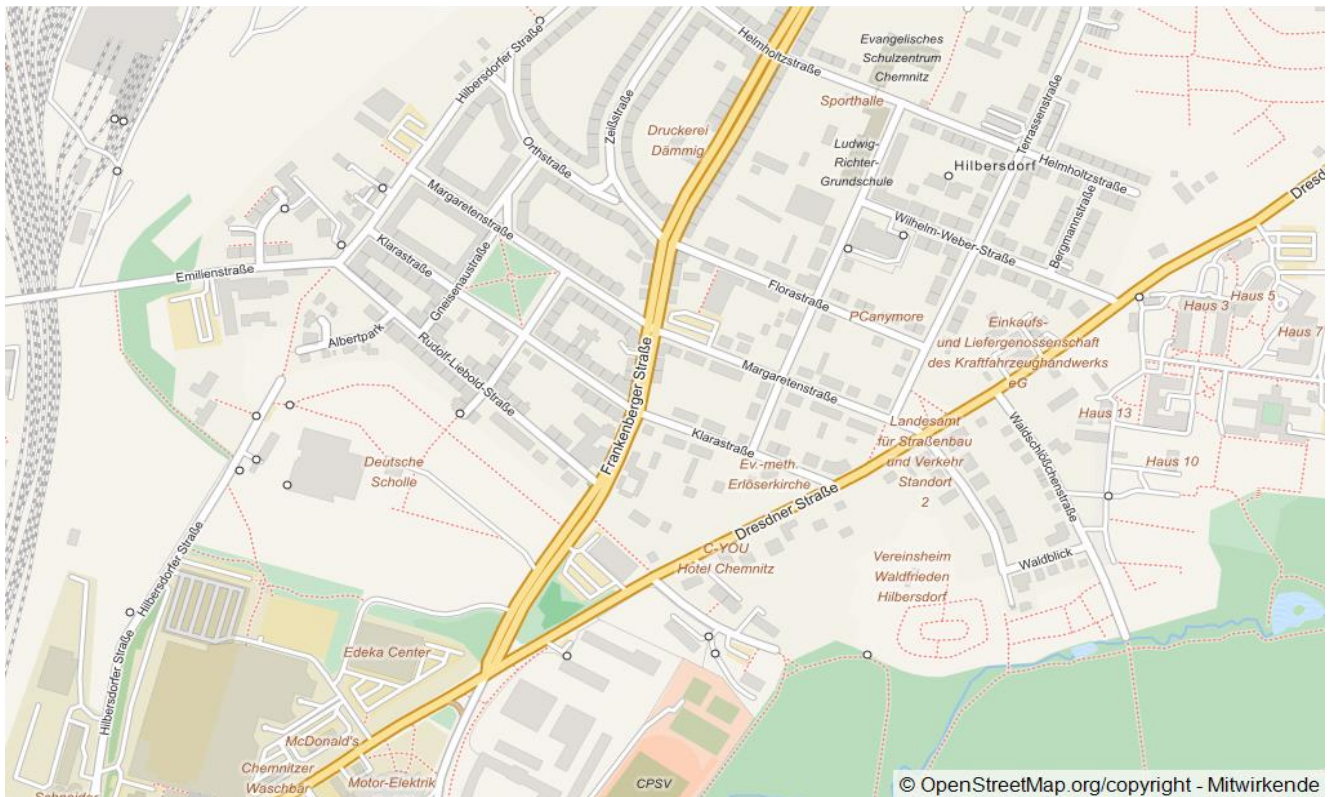 Hilbersdorfer Straße
Helmholtzstraße
Evangelisches
Schulzentrum
Chemnitz
Zeißstraße
Druckerei
Dämmig
Sporthalle
Terrassenstraße
Orthstraße
Ludwig-
Richter-
Grundschule
Hilbersdorf
Helmholtzstraße
Margaretenstraße
Wilhelm-Weber-Straße
Bergmannstraße
Klarastraße
Gneisenaustraße
Emilienstraße
Florastraße
Haus 3
Haus 5
Albertpark
PCanymore
Einkaufs-
und Liefergenossenschaft
des Kraftfahrzeughandwerks
eG
Haus 7
Rudolf-Liebold-Straße
Frankenberger Straße
Margaretenstraße
Haus 13
Klarastraße
Landesamt
für Straßenbau
und Verkehr
Standort
2
Waldschlößchenstraße
Deutsche
Scholle
Ev.-meth.
Erlöserkirche
Haus 10
Dresdner Straße
Hilbersdorfer Straße
C-YOU
Hotel Chemnitz
Vereinsheim
Waldfrieden
Hilbersdorf
Waldblick
Edeka Center
Hilbersdorfer Straße
McDonald's
Chemnitzer
Waschbär
Motor-Elektrik
CPSV
© OpenStreetMap.org/copyright - Mitwirkende